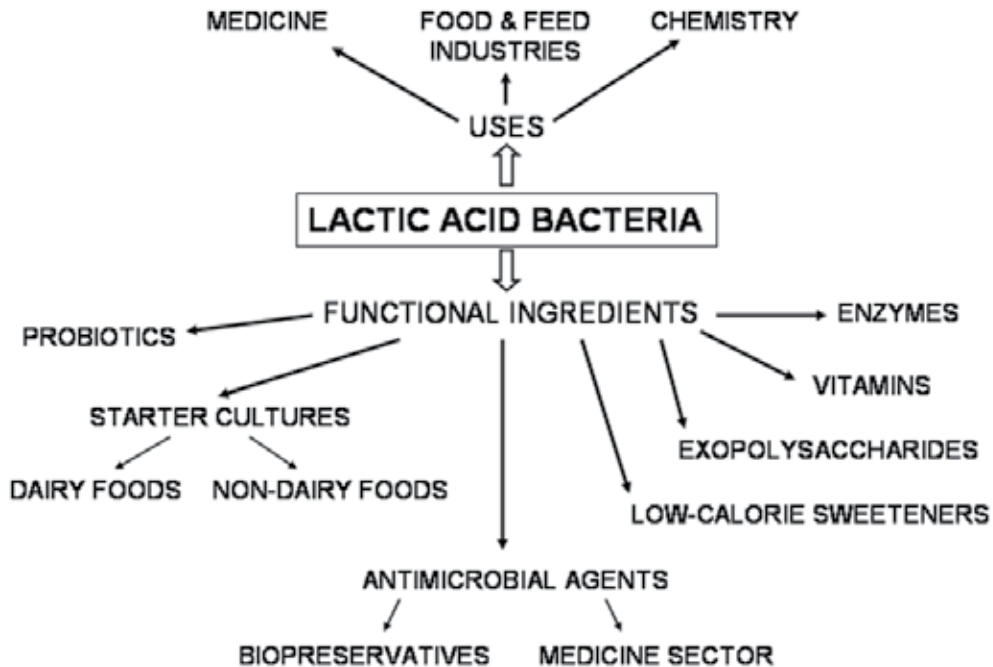 MEDICINE
FOOD & FEED
INDUSTRIES
CHEMISTRY
USES
LACTIC ACID BACTERIA
FUNCTIONAL INGREDIENTS
ENZYMES
PROBIOTICS
VITAMINS
STARTER CULTURES
EXOPOLYSACCHARIDES
DAIRY FOODS
NON-DAIRY FOODS
LOW-CALORIE SWEETENERS
ANTIMICROBIAL AGENTS
BIOPRESERVATIVES
MEDICINE SECTOR